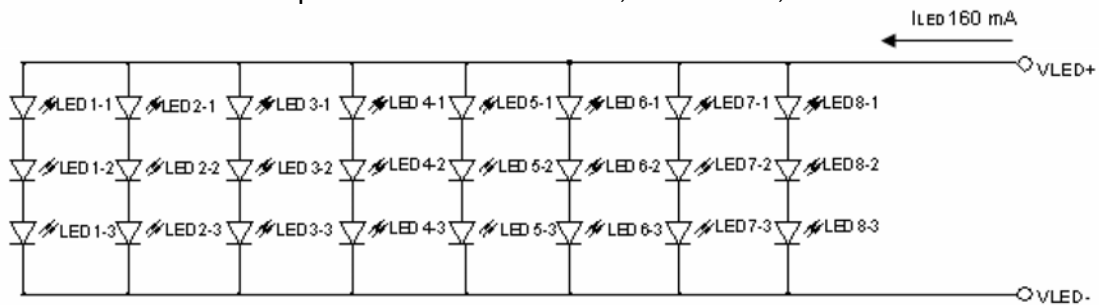 ILED 160 mA
VLED+
LED 1-1 LED 2-1 LED 3-1 LED 4-1 LED 5-1 LED 6-1 LED 7-1 LED 8-1
LED 1-2 LED 2-2 LED 3-2 LED 4-2 LED 5-2 LED 6-2 LED 7-2 LED 8-2
LED 1-3 LED 2-3 LED 3-3 LED 4-3 LED 5-3 LED 6-3 LED 7-3 LED 8-3
VLED-